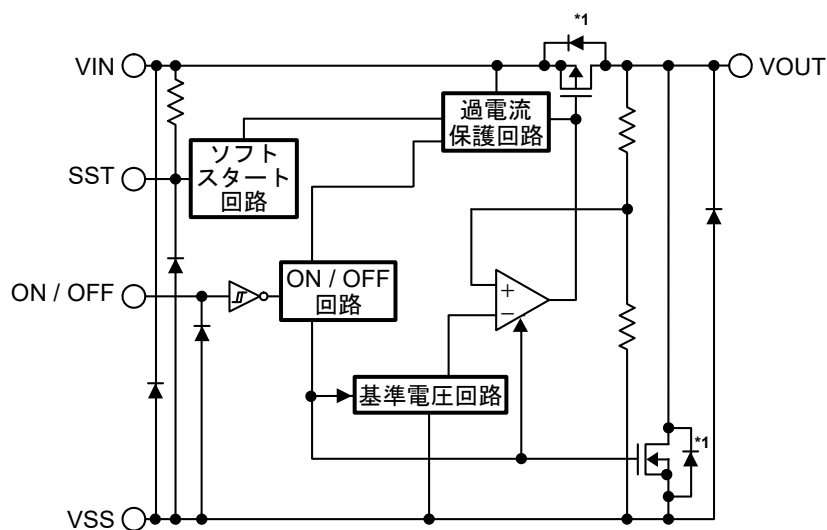 *1
VIN
VOUT
過電流
保護回路
ソフト
スタート
回路
SST
ON / OFF
ON / OFF
回路
+
−
基準電圧回路
*1
VSS